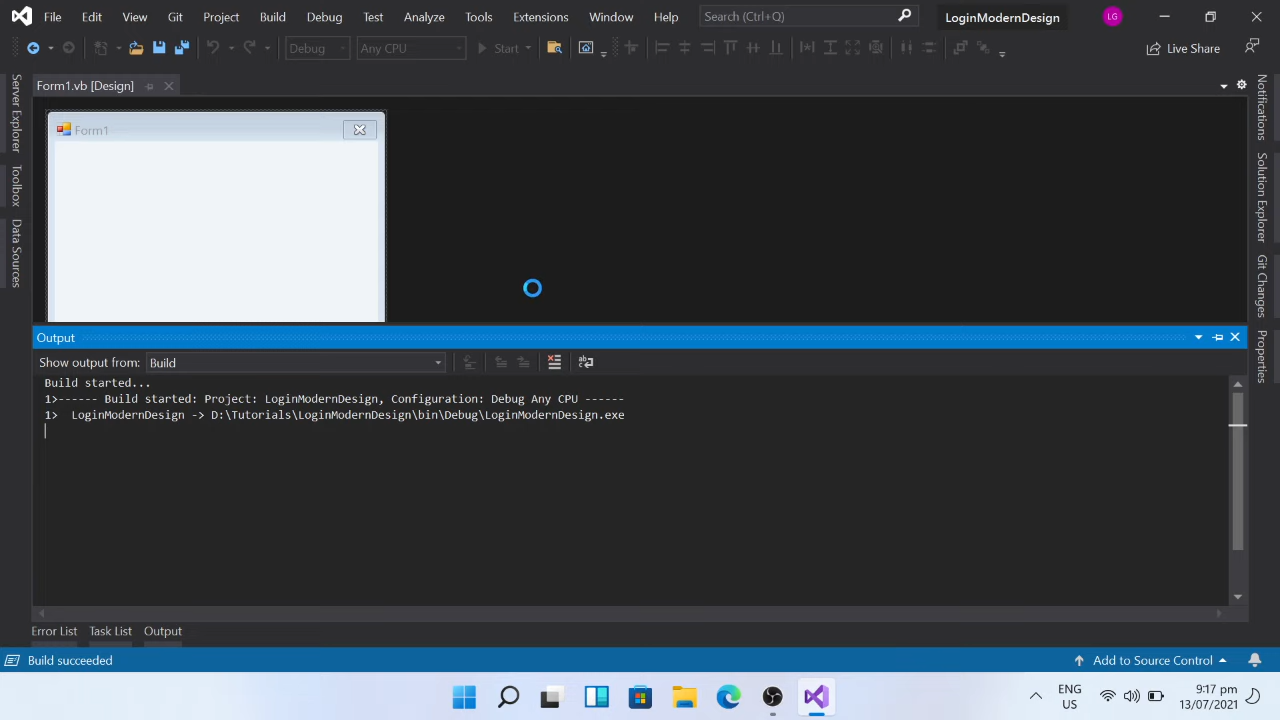 File Edit View Git Project Build Debug Test Analyze Tools Extensions Window Help Search (Ctrl+Q) LoginModernDesign LG
Debug Any CPU Start Live Share
Form1.vb [Design]
Server Explorer
Toolbox
Data Sources
Form1
Notifications
Solution Explorer
Git Changes
Properties
Output
Show output from: Build
Build started...
1>------ Build started: Project: LoginModernDesign, Configuration: Debug Any CPU ------
1>  LoginModernDesign -> D:\Tutorials\LoginModernDesign\bin\Debug\LoginModernDesign.exe
Error List Task List Output
Build succeeded Add to Source Control
ENG 9:17 pm
US 13/07/2021